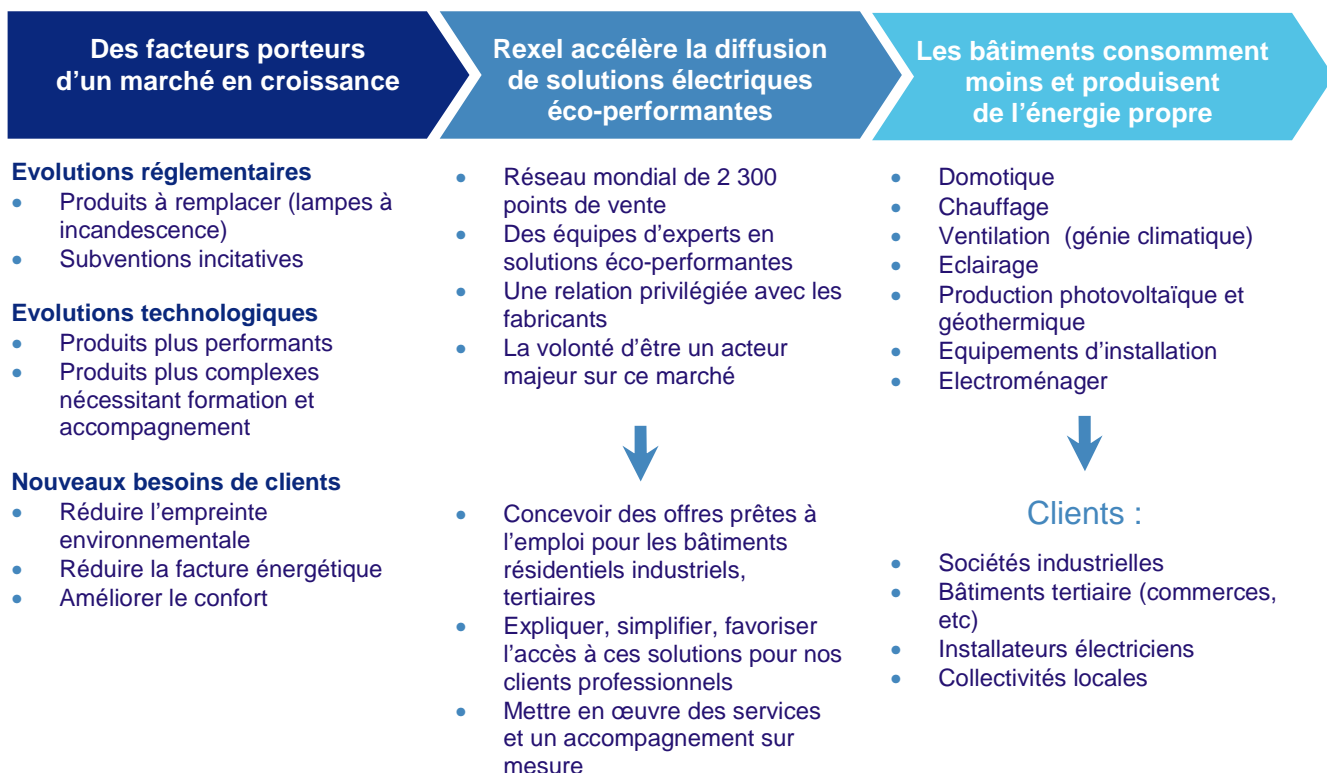 Des facteurs porteurs
d’un marché en croissance
Rexel accélère la diffusion
de solutions électriques
éco-performantes
Les bâtiments consomment
moins et produisent
de l’énergie propre
Evolutions réglementaires
• Produits à remplacer (lampes à
incandescence)
• Subventions incitatives
Evolutions technologiques
• Produits plus performants
• Produits plus complexes
nécessitant formation et
accompagnement
Nouveaux besoins de clients
• Réduire l’empreinte
environnementale
• Réduire la facture énergétique
• Améliorer le confort
• Réseau mondial de 2 300
points de vente
• Des équipes d’experts en
solutions éco-performantes
• Une relation privilégiée avec les
fabricants
• La volonté d’être un acteur
majeur sur ce marché
• Concevoir des offres prêtes à
l’emploi pour les bâtiments
résidentiels industriels,
tertiaires
• Expliquer, simplifier, favoriser
l’accès à ces solutions pour nos
clients professionnels
• Mettre en œuvre des services
et un accompagnement sur
mesure
• Domotique
• Chauffage
• Ventilation (génie climatique)
• Eclairage
• Production photovoltaïque et
géothermique
• Equipements d’installation
• Electroménager
Clients :
• Sociétés industrielles
• Bâtiments tertiaire (commerces,
etc)
• Installateurs électriciens
• Collectivités locales